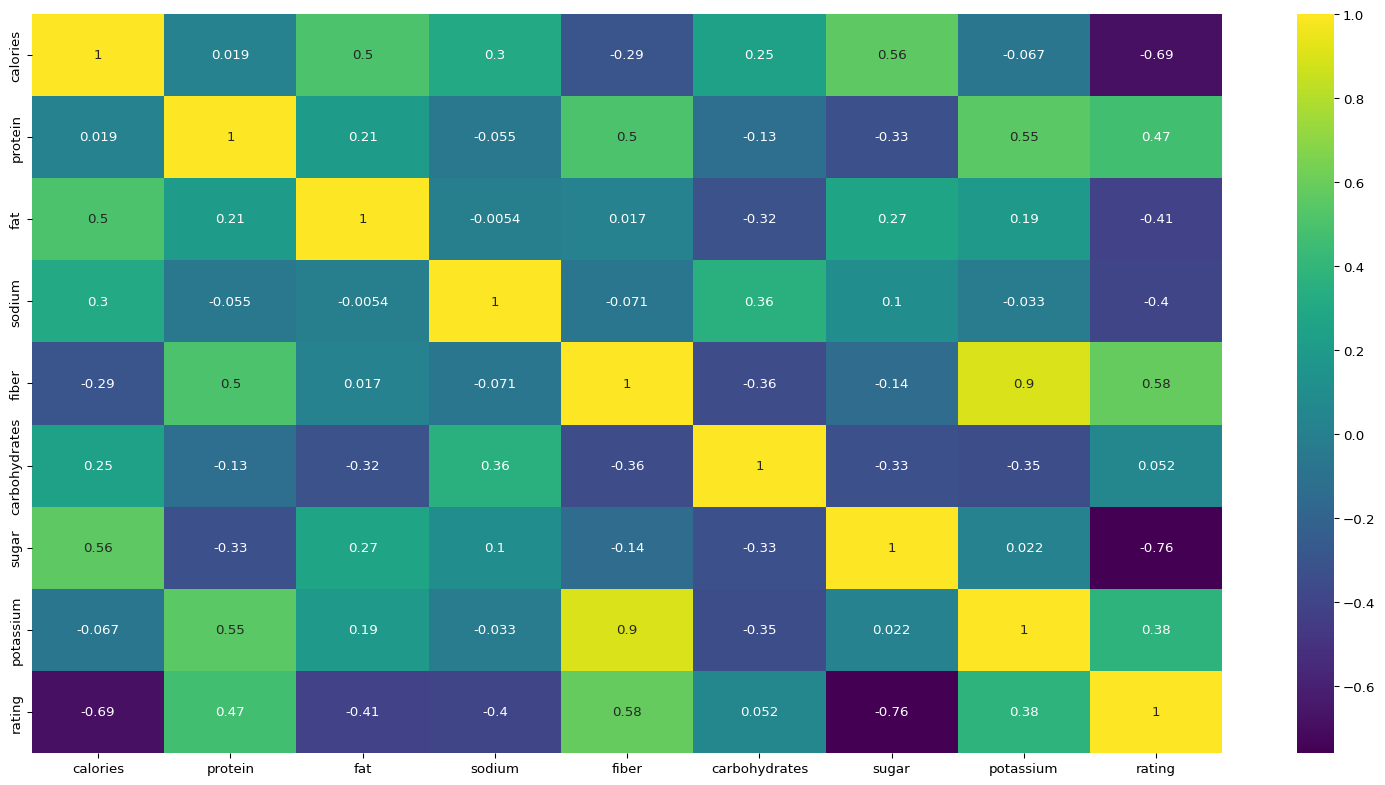 calories 1 0.019 0.5 0.3 -0.29 0.25 0.56 -0.067 -0.69
protein 0.019 1 0.21 -0.055 0.5 -0.13 -0.33 0.55 0.47
fat 0.5 0.21 1 -0.0054 0.017 -0.32 0.27 0.19 -0.41
sodium 0.3 -0.055 -0.0054 1 -0.071 0.36 0.1 -0.033 -0.4
fiber -0.29 0.5 0.017 -0.071 1 -0.36 -0.14 0.9 0.58
carbohydrates 0.25 -0.13 -0.32 0.36 -0.36 1 -0.33 -0.35 0.052
sugar 0.56 -0.33 0.27 0.1 -0.14 -0.33 1 0.022 -0.76
potassium -0.067 0.55 0.19 -0.033 0.9 -0.35 0.022 1 0.38
rating -0.69 0.47 -0.41 -0.4 0.58 0.052 -0.76 0.38 1
calories protein fat sodium fiber carbohydrates sugar potassium rating
1.0
0.8
0.6
0.4
0.2
0.0
−0.2
−0.4
−0.6